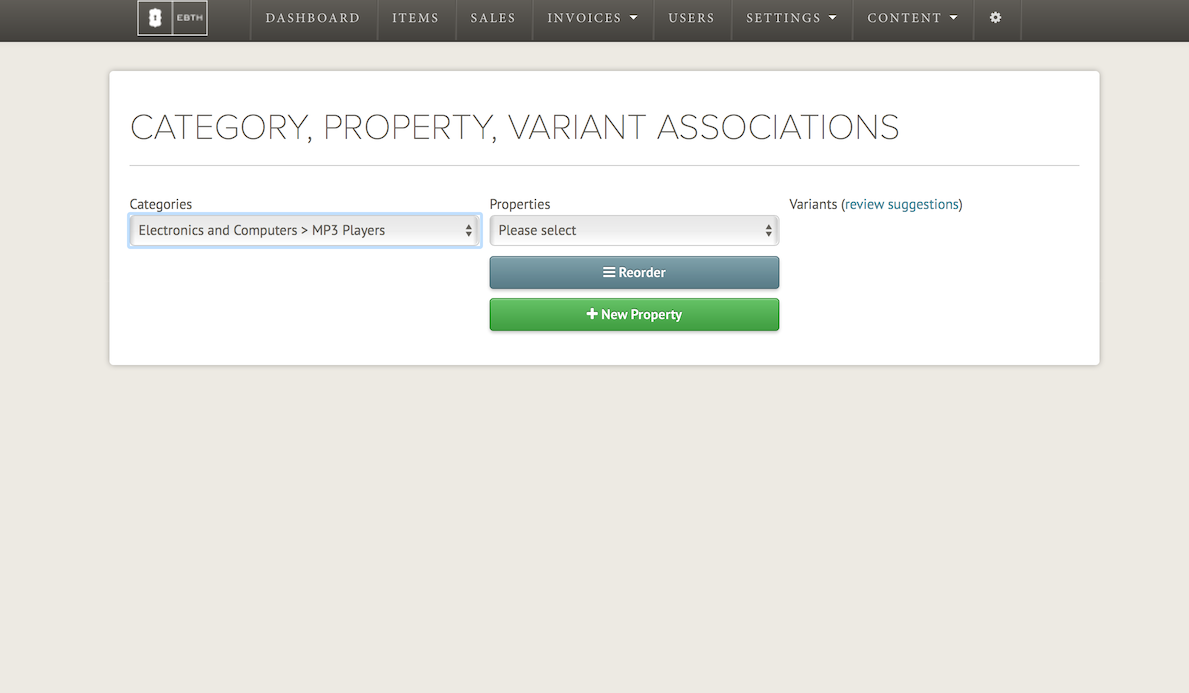 EBTH DASHBOARD ITEMS SALES INVOICES USERS SETTINGS CONTENT
CATEGORY, PROPERTY, VARIANT ASSOCIATIONS
Categories Properties Variants (review suggestions)
Electronics and Computers > MP3 Players Please select
Reorder
New Property